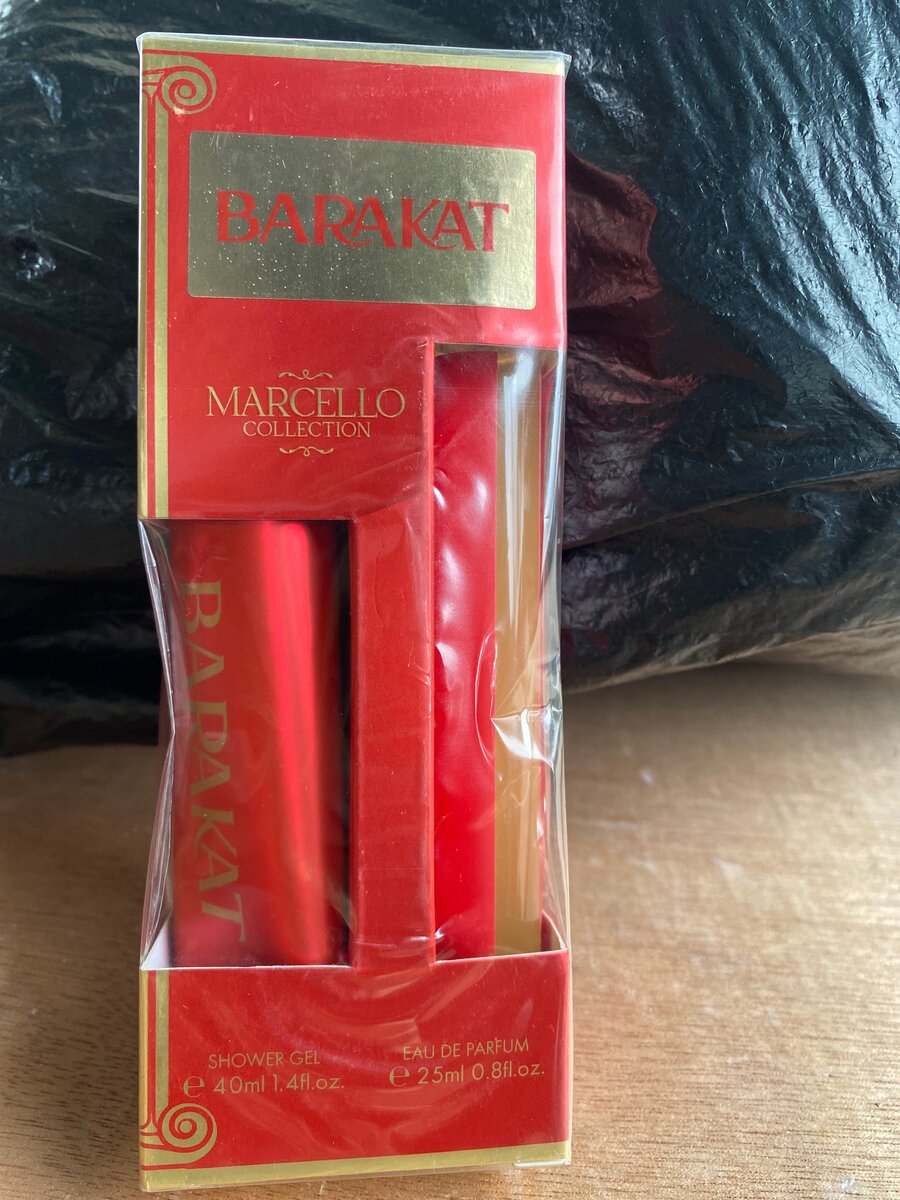 BARAKAT
MARCELLO
COLLECTION
BARAKAT
SHOWER GEL
℮ 40ml 1.4fl.oz.
EAU DE PARFUM
℮ 25ml 0.8fl.oz.